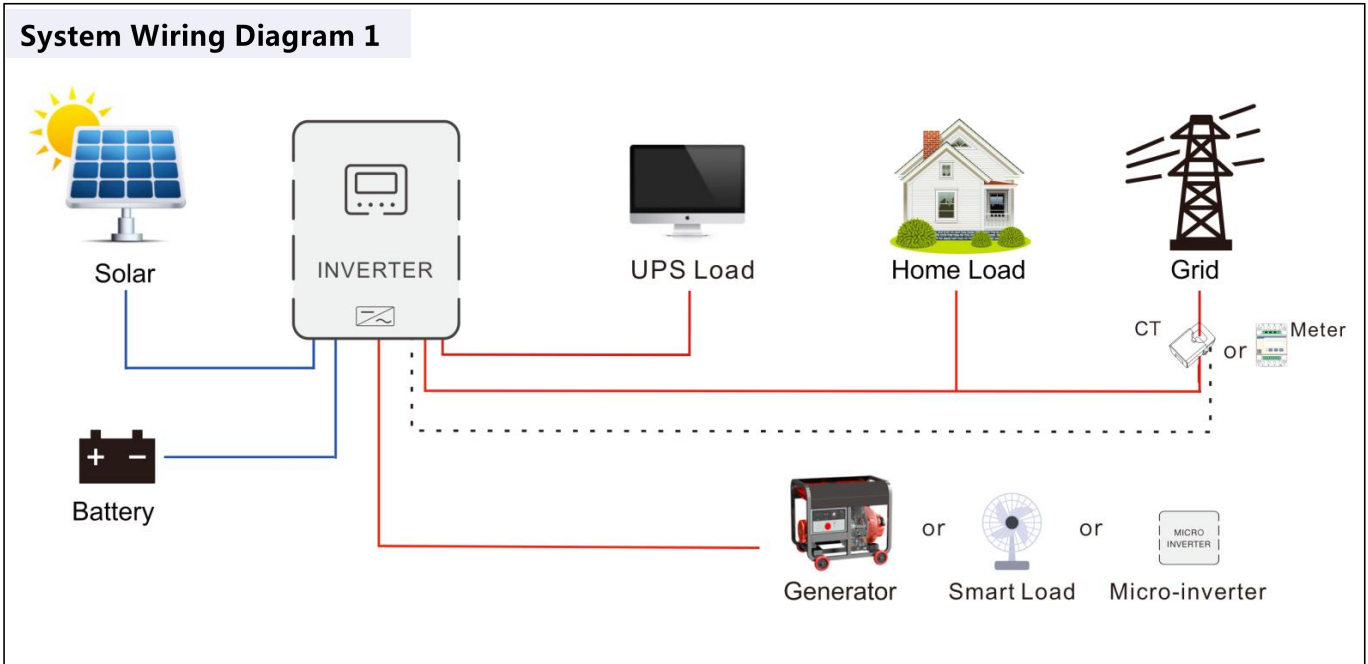 System Wiring Diagram 1
Solar
INVERTER
UPS Load
Home Load
Grid
CT
or
Meter
+ −
Battery
or
or
MICRO
INVERTER
Generator
Smart Load
Micro-inverter